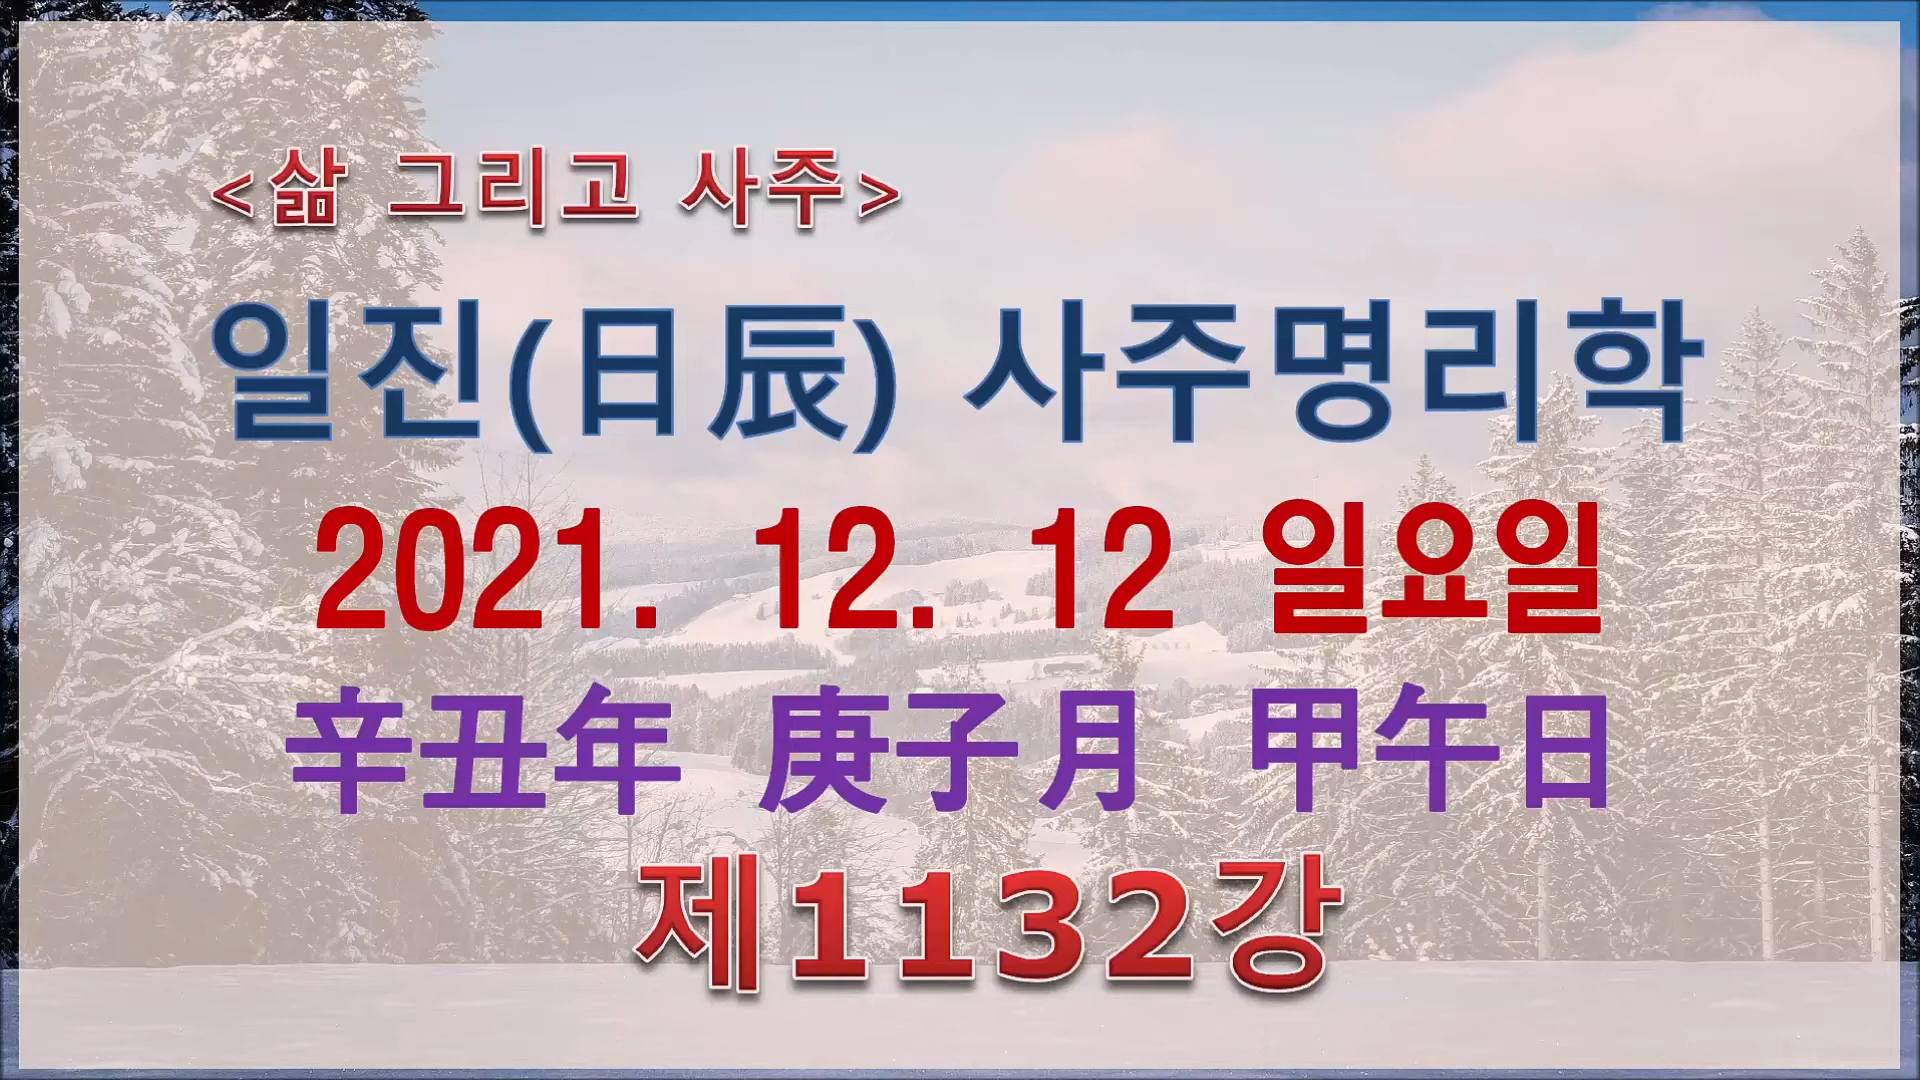 <삶 그리고 사주>
일진(日辰) 사주명리학
2021. 12. 12 일요일
辛丑年 庚子月 甲午日
제1132강